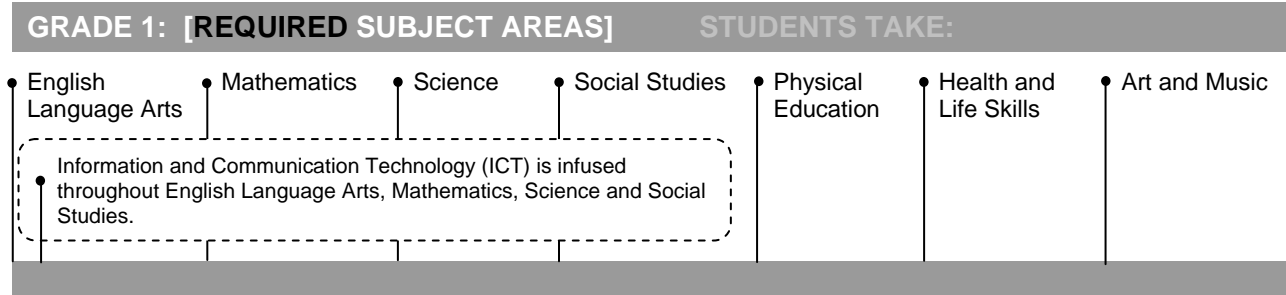 GRADE 1: [REQUIRED SUBJECT AREAS] STUDENTS TAKE:
English
Language Arts
Mathematics
Science
Social Studies
Physical
Education
Health and
Life Skills
Art and Music
Information and Communication Technology (ICT) is infused
throughout English Language Arts, Mathematics, Science and Social
Studies.